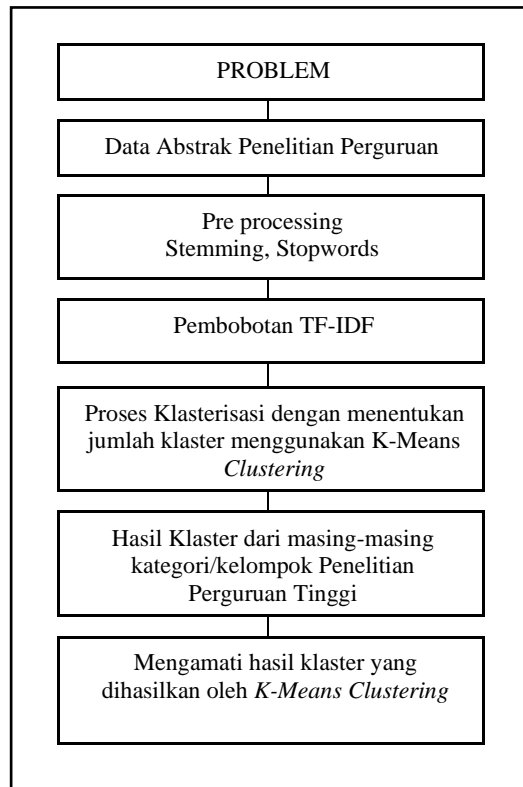 PROBLEM
Data Abstrak Penelitian Perguruan
Pre processing
Stemming, Stopwords
Pembobotan TF-IDF
Proses Klasterisasi dengan menentukan
jumlah klaster menggunakan K-Means
Clustering
Hasil Klaster dari masing-masing
kategori/kelompok Penelitian
Perguruan Tinggi
Mengamati hasil klaster yang
dihasilkan oleh K-Means Clustering